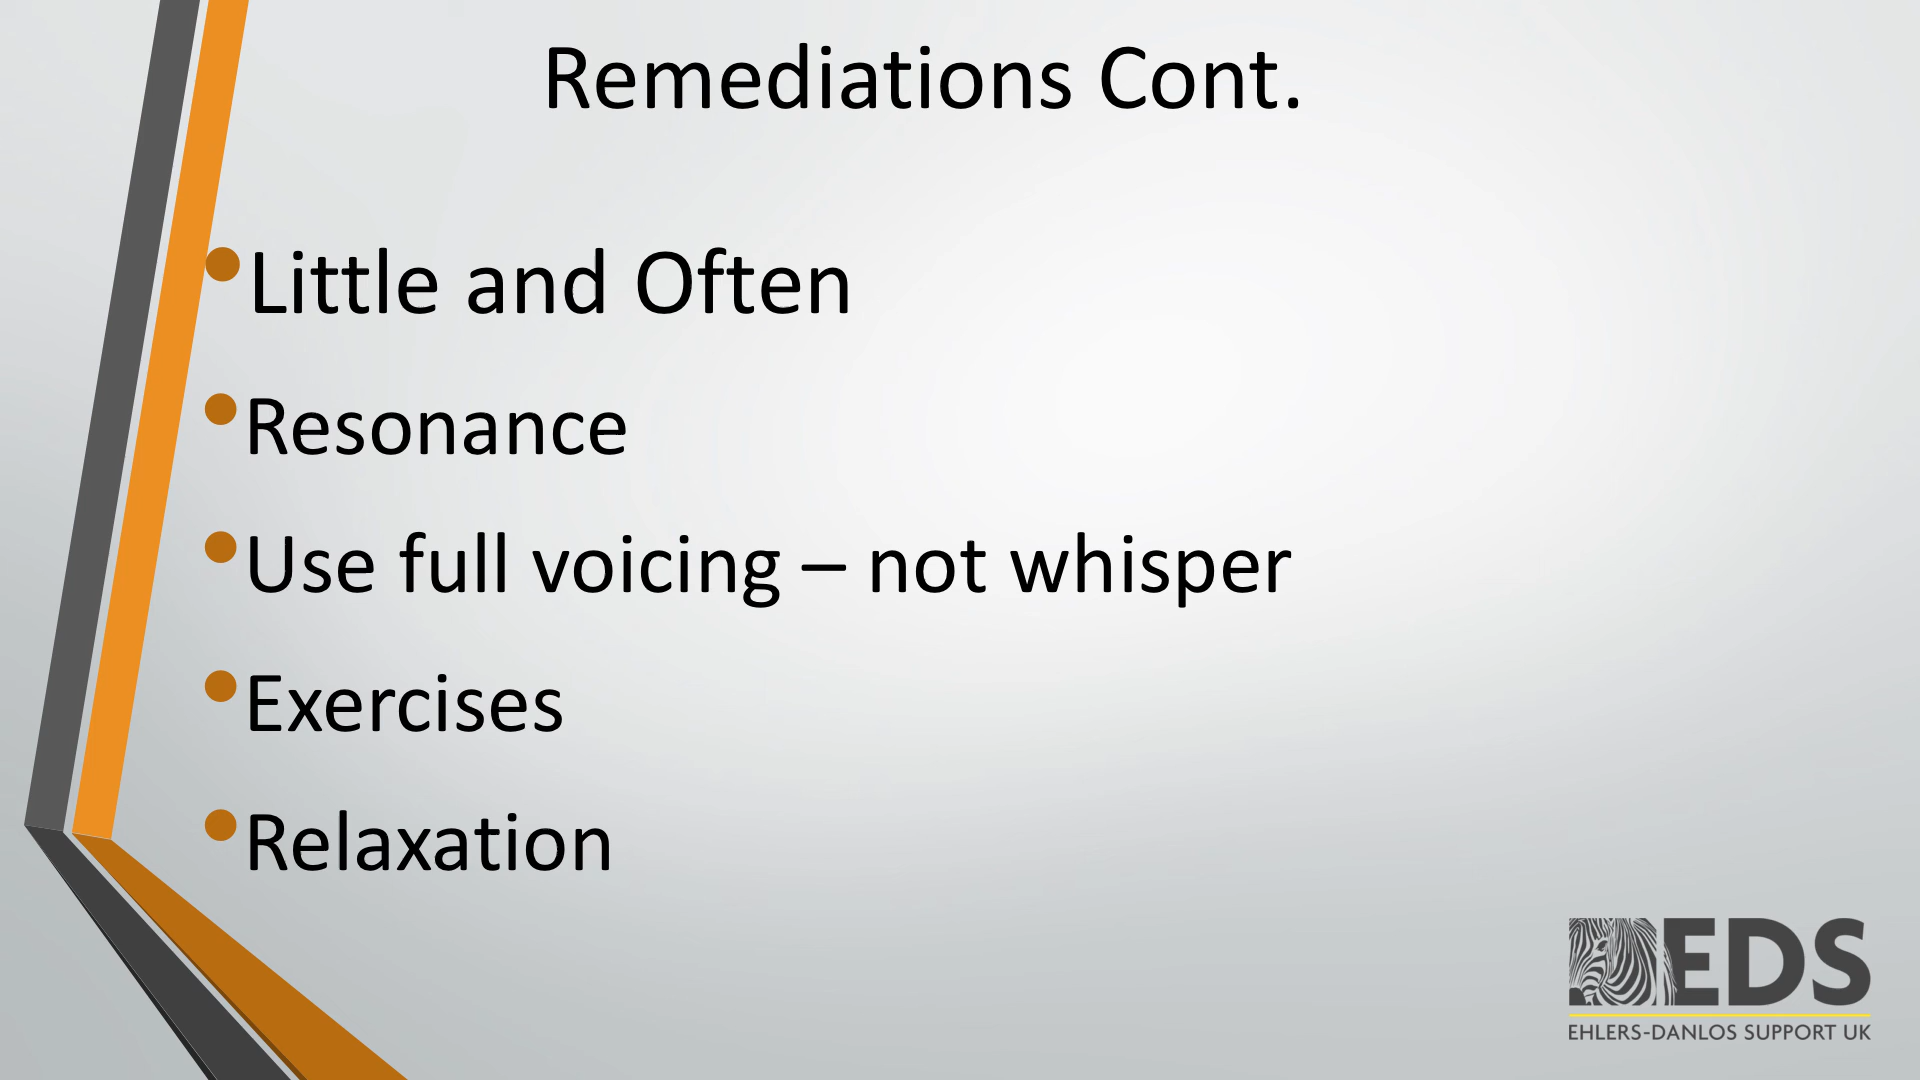 Remediations Cont.
•Little and Often
•Resonance
•Use full voicing – not whisper
•Exercises
•Relaxation
EDS
EHLERS-DANLOS SUPPORT UK